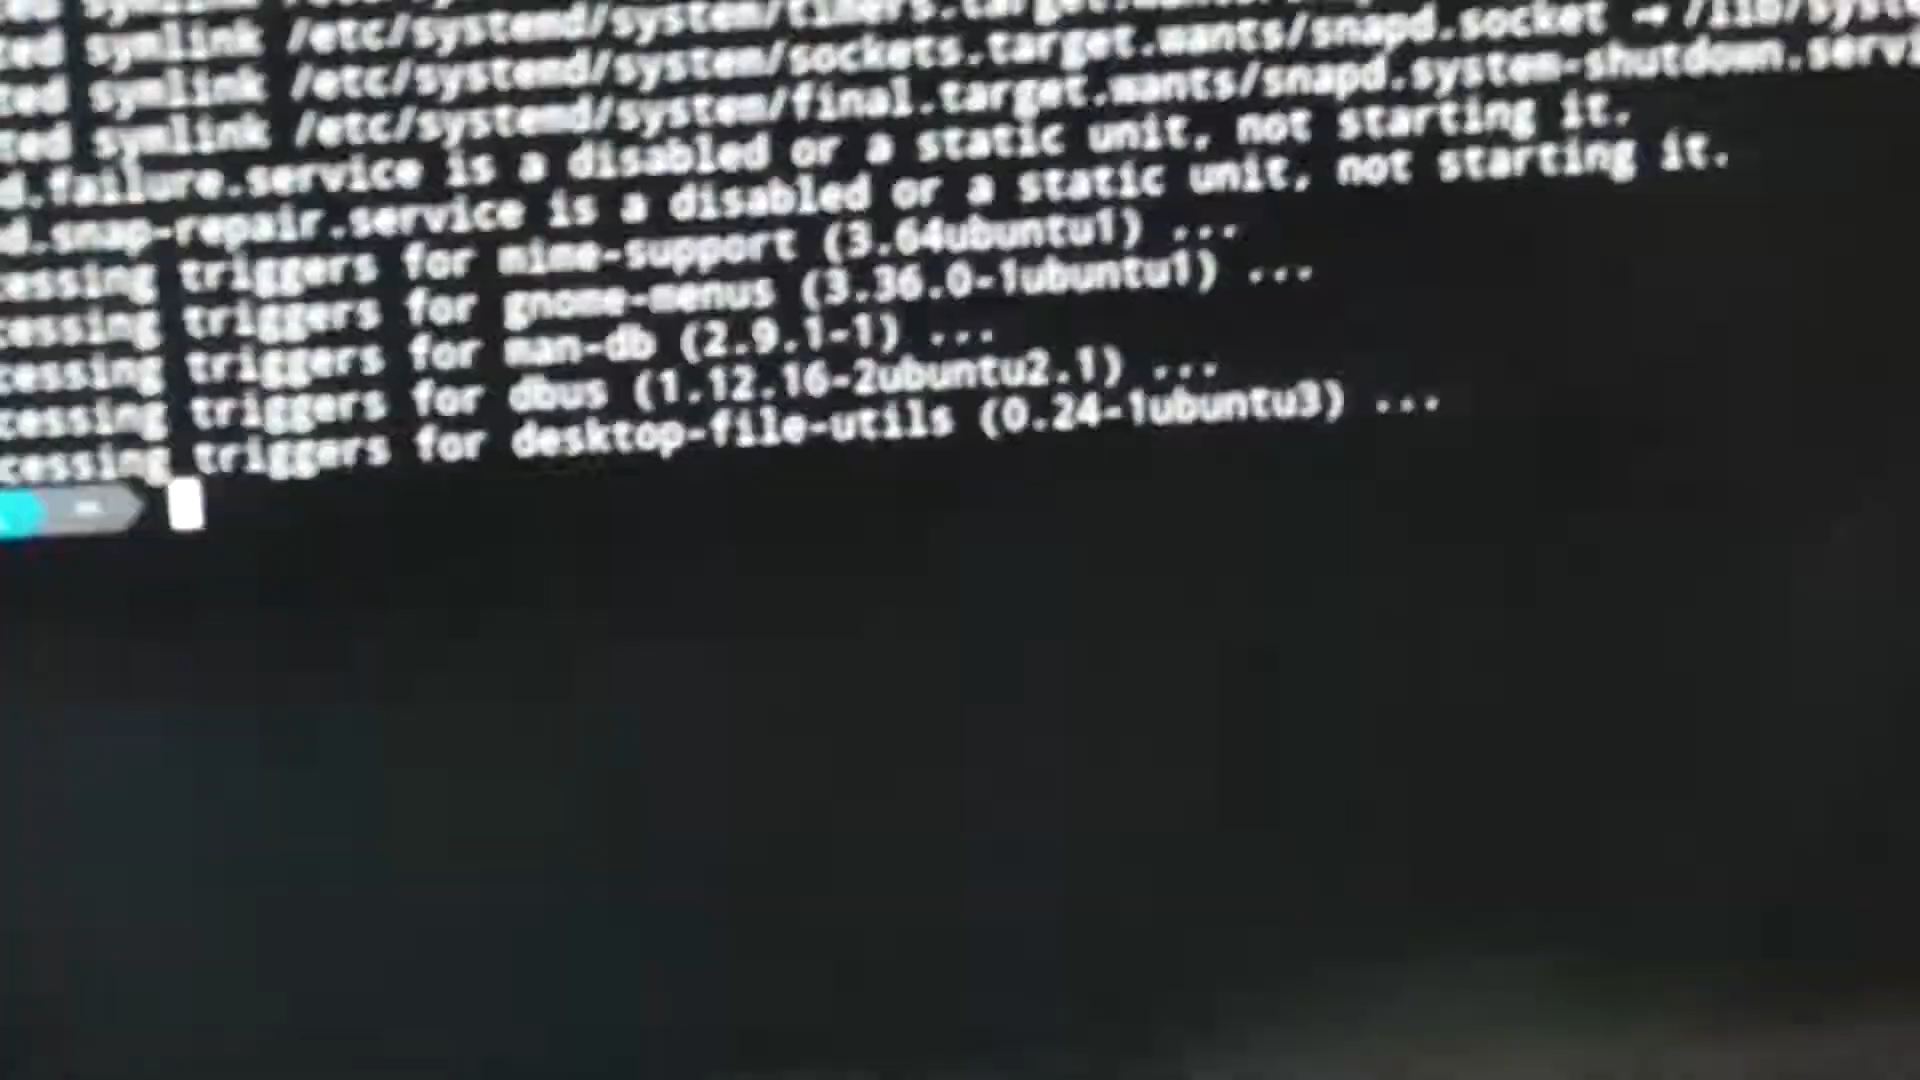 symlink
ted symlink /etc/systemd/system/timers.target.wants
ted symlink /etc/systemd/system/sockets.target.wants/snapd.socket → /lib/syste
ted symlink /etc/systemd/system/final.target.wants/snapd.system-shutdown.servi
d.failure.service is a disabled or a static unit, not starting it.
d.snap-repair.service is a disabled or a static unit, not starting it.
cessing triggers for mime-support (3.64ubuntu1) ...
cessing triggers for gnome-menus (3.36.0-1ubuntu1) ...
cessing triggers for man-db (2.9.1-1) ...
cessing triggers for dbus (1.12.16-2ubuntu2.1) ...
cessing triggers for desktop-file-utils (0.24-1ubuntu3) ...
~